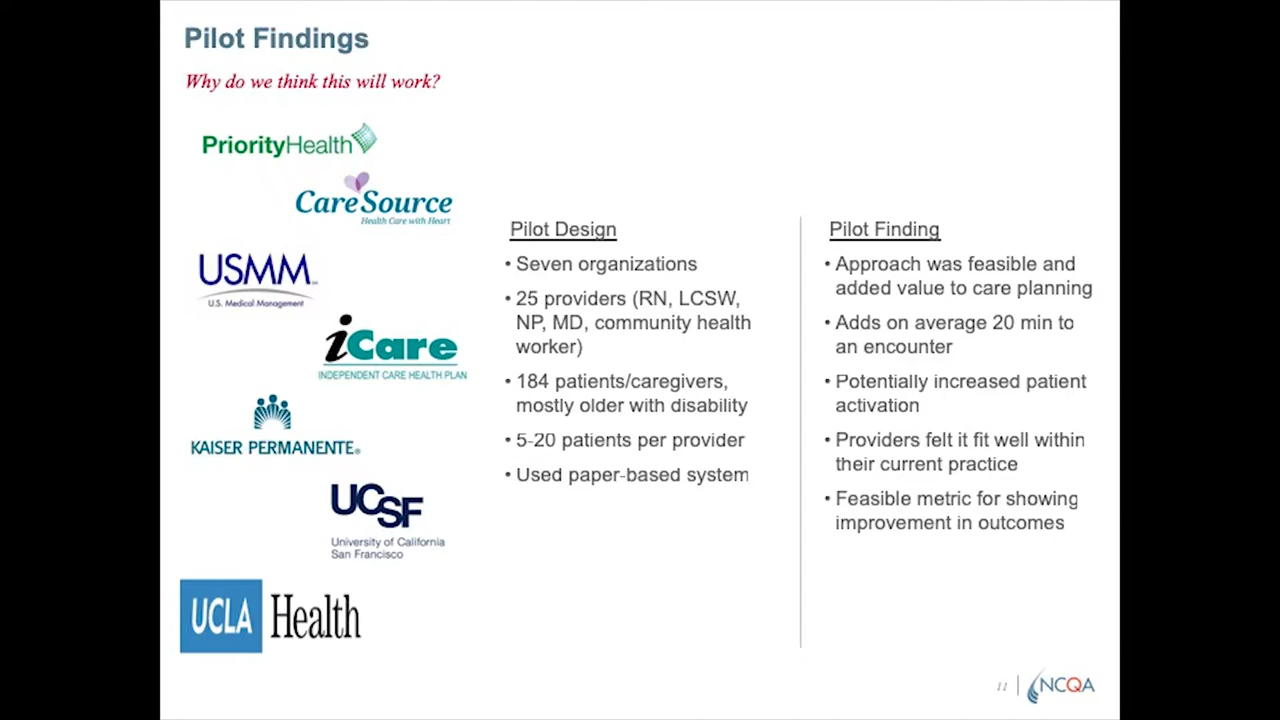 Pilot Findings
Why do we think this will work?
PriorityHealth
CareSource
Health Care with Heart
USMM
U.S. Medical Management
iCare
INDEPENDENT CARE HEALTH PLAN
KAISER PERMANENTE®
UCSF
University of California
San Francisco
UCLA Health
Pilot Design
• Seven organizations
• 25 providers (RN, LCSW,
NP, MD, community health
worker)
• 184 patients/caregivers,
mostly older with disability
• 5-20 patients per provider
• Used paper-based system
Pilot Finding
• Approach was feasible and
added value to care planning
• Adds on average 20 min to
an encounter
• Potentially increased patient
activation
• Providers felt it fit well within
their current practice
• Feasible metric for showing
improvement in outcomes
11
NCQA